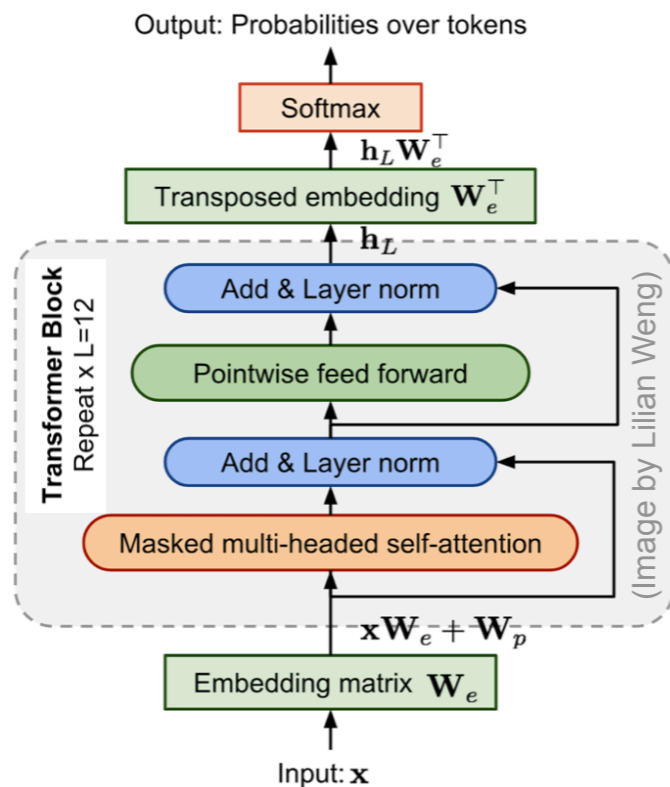 Output: Probabilities over tokens
Softmax
h_L W_e^⊤
Transposed embedding W_e^⊤
h_L
Transformer Block
Repeat x L=12
Add & Layer norm
Pointwise feed forward
Add & Layer norm
Masked multi-headed self-attention
(Image by Lilian Weng)
xW_e + W_p
Embedding matrix W_e
Input: x